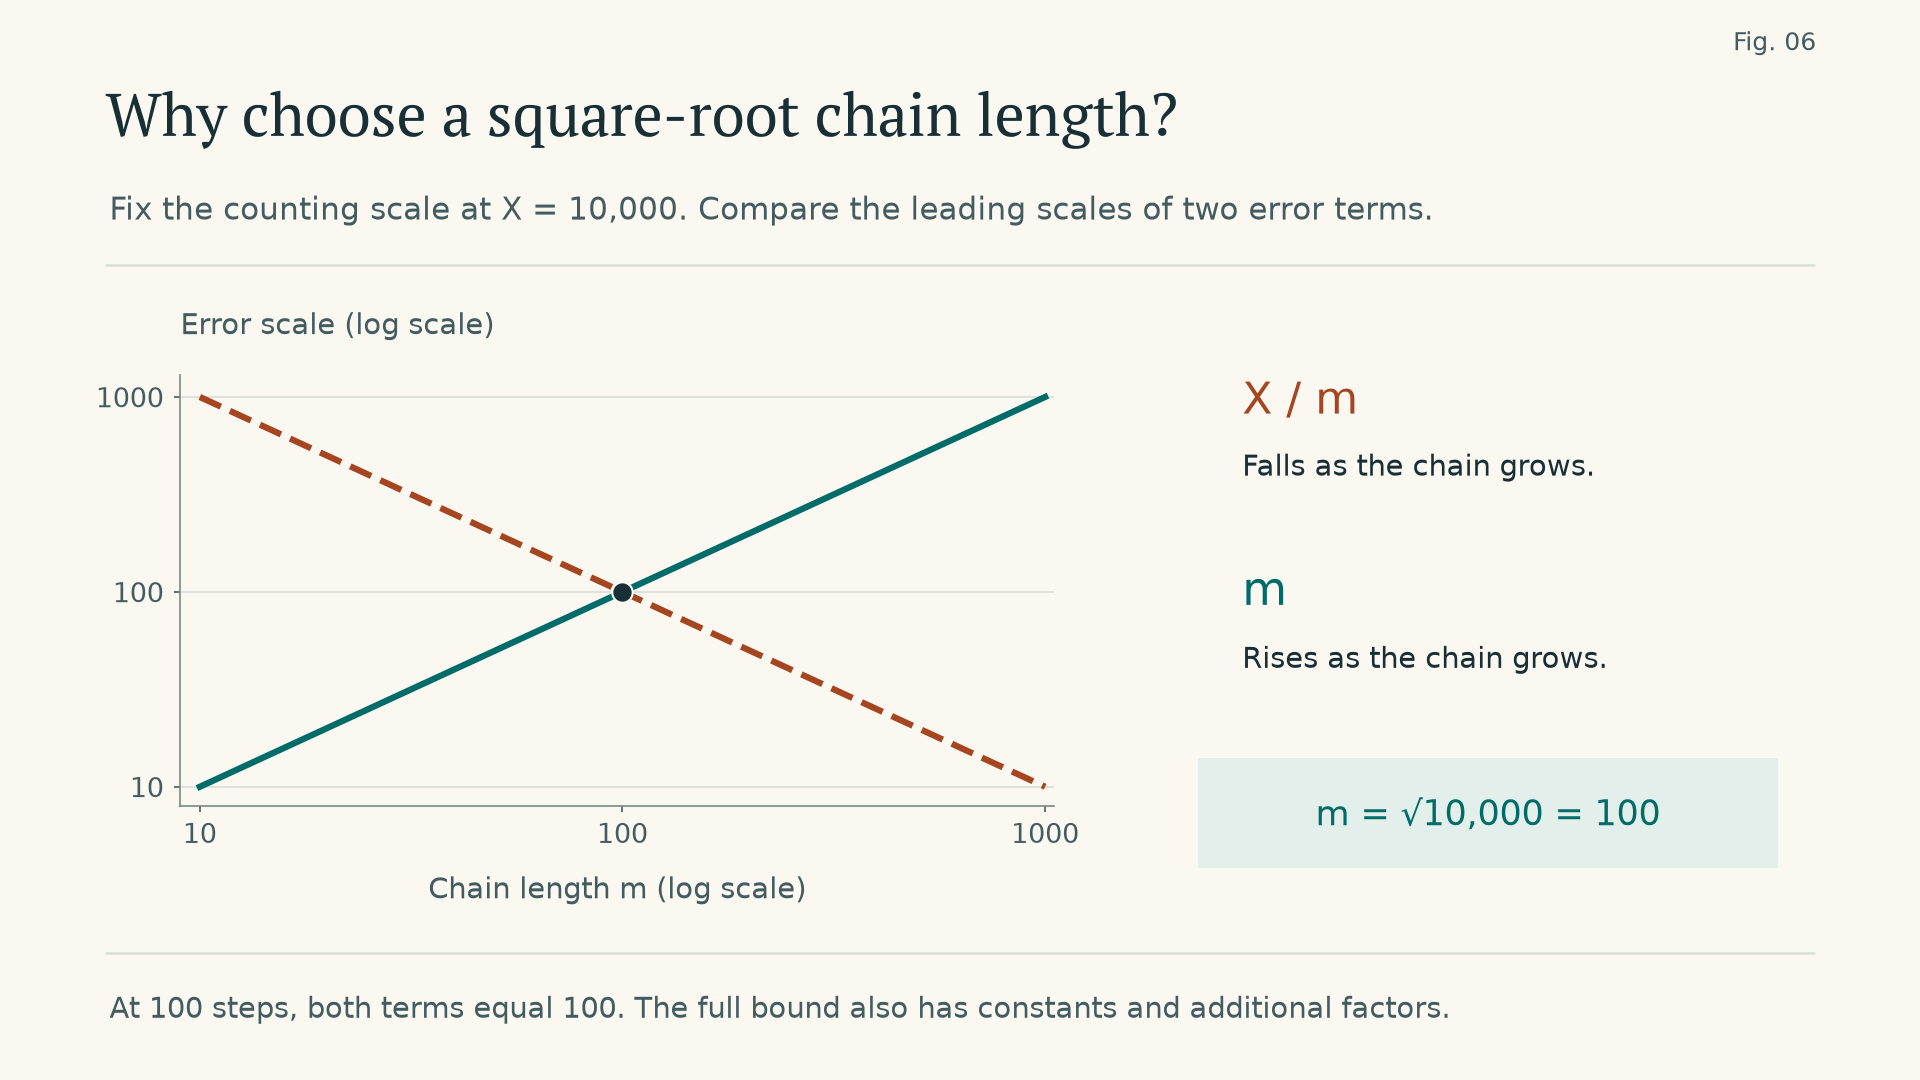 Fig. 06
Why choose a square-root chain length?
Fix the counting scale at X = 10,000. Compare the leading scales of two error terms.
Error scale (log scale)
1000
100
10
10
100
1000
Chain length m (log scale)
X / m
Falls as the chain grows.
m
Rises as the chain grows.
m = √10,000 = 100
At 100 steps, both terms equal 100. The full bound also has constants and additional factors.